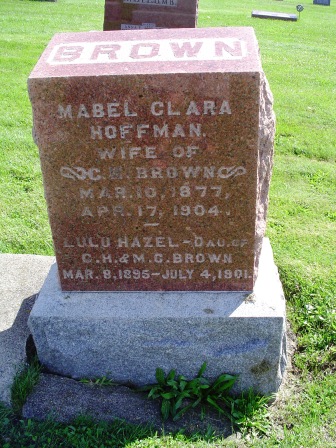 BROWN
MABEL CLARA
HOFFMAN.
WIFE OF
C.H. BROWN
MAR. 10, 1877,
APR. 17, 1904.
LULU HAZEL-DAU. OF
C.H. & M.C. BROWN
MAR. 9, 1895-JULY 4, 1901.